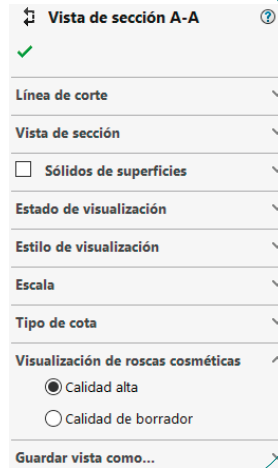 Vista de sección A-A
Línea de corte
Vista de sección
Sólidos de superficies
Estado de visualización
Estilo de visualización
Escala
Tipo de cota
Visualización de roscas cosméticas
Calidad alta
Calidad de borrador
Guardar vista como...